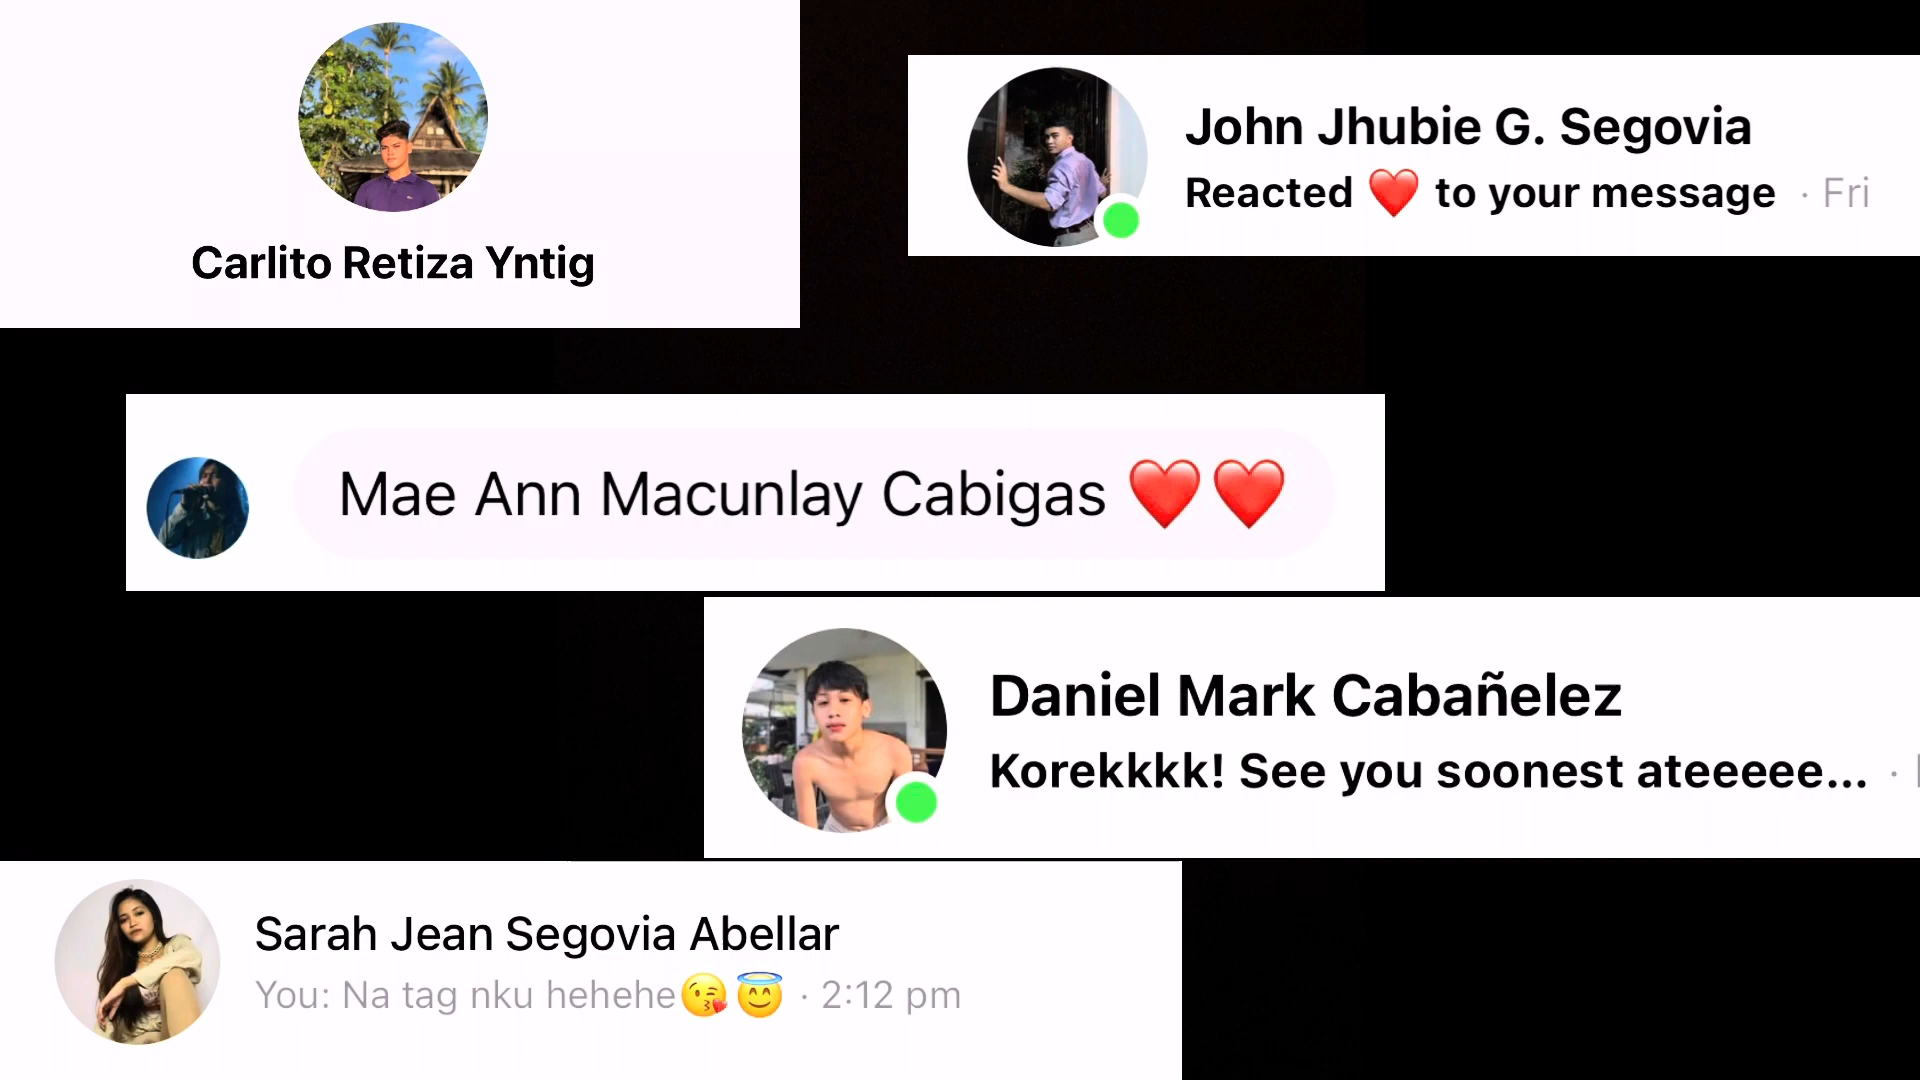 Carlito Retiza Yntig
John Jhubie G. Segovia
Reacted ❤️ to your message · Fri
Mae Ann Macunlay Cabigas ❤️❤️
Daniel Mark Cabañelez
Korekkkk! See you soonest ateeeee... ·
Sarah Jean Segovia Abellar
You: Na tag nku hehehe😘😇 · 2:12 pm